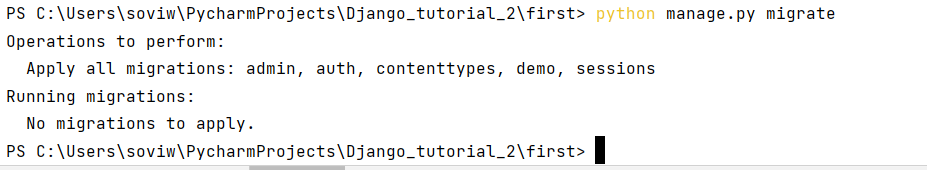 PS C:\Users\soviw\PycharmProjects\Django_tutorial_2\first> python manage.py migrate
Operations to perform:
  Apply all migrations: admin, auth, contenttypes, demo, sessions
Running migrations:
  No migrations to apply.
PS C:\Users\soviw\PycharmProjects\Django_tutorial_2\first>